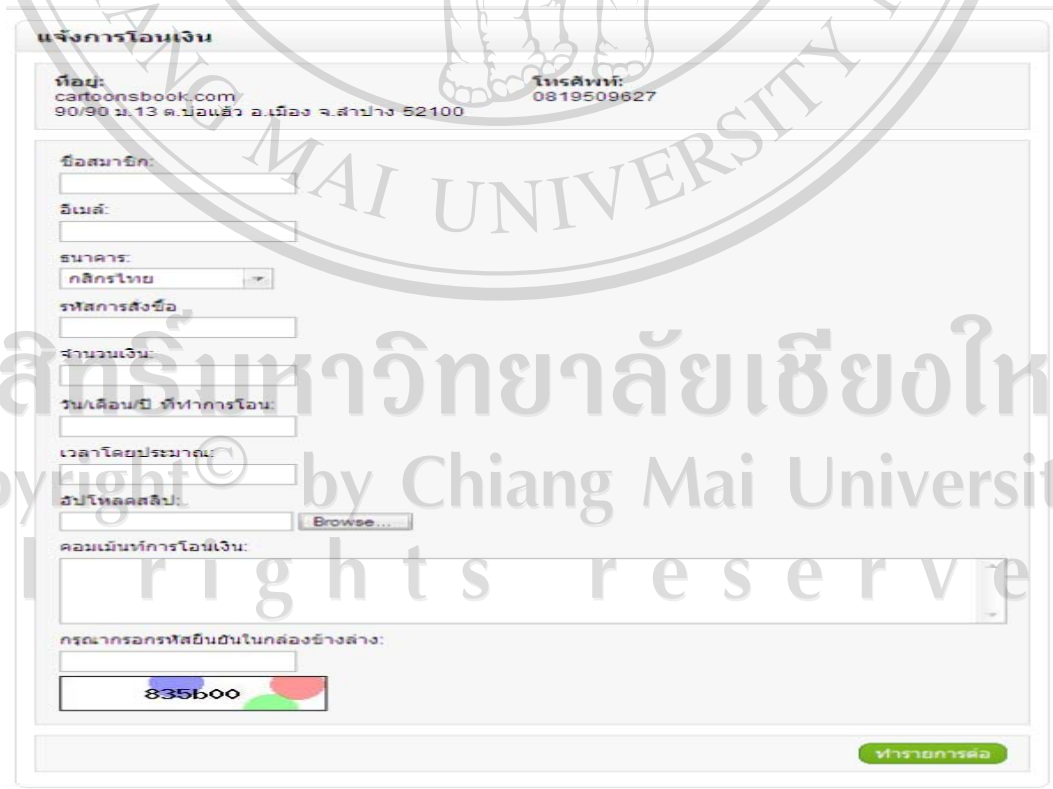 แจ้งการโอนเงิน
ที่อยู่:
cartoonsbook.com
90/90 ม.13 ต.บ่อแฮ้ว อ.เมือง จ.ลำปาง 52100
โทรศัพท์:
0819509627
ชื่อสมาชิก:
อีเมล์:
ธนาคาร:
กสิกรไทย
รหัสการสั่งซื้อ
จำนวนเงิน:
วัน/เดือน/ปี ที่ทำการโอน:
เวลาโดยประมาณ:
อัปโหลดสลิป:
Browse...
คอมเม้นท์การโอนเงิน:
กรุณากรอกรหัสยืนยันในกล่องข้างล่าง:
835b00
ทำรายการต่อ
ANG MAI UNIVERSITY
สิทธิ์มหาวิทยาลัยเชียงให
pyright© by Chiang Mai Universit
l rights reserve